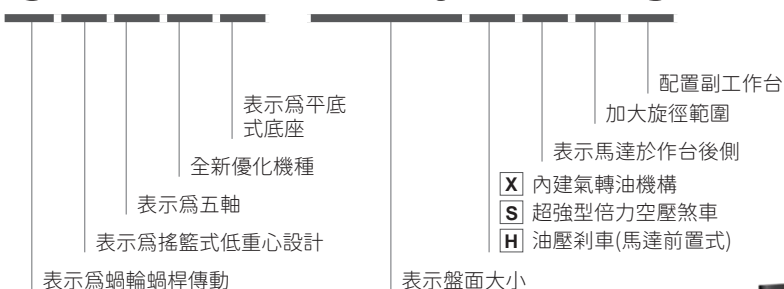 配置副工作台
表示爲平底
式底座
加大旋徑範圍
全新優化機種
表示馬達於作台後側
X 內建氣轉油機構
表示爲五軸
S 超強型倍力空壓煞車
表示爲搖籃式低重心設計
H 油壓剎車(馬達前置式)
表示爲蝸輪蝸桿傳動
表示盤面大小